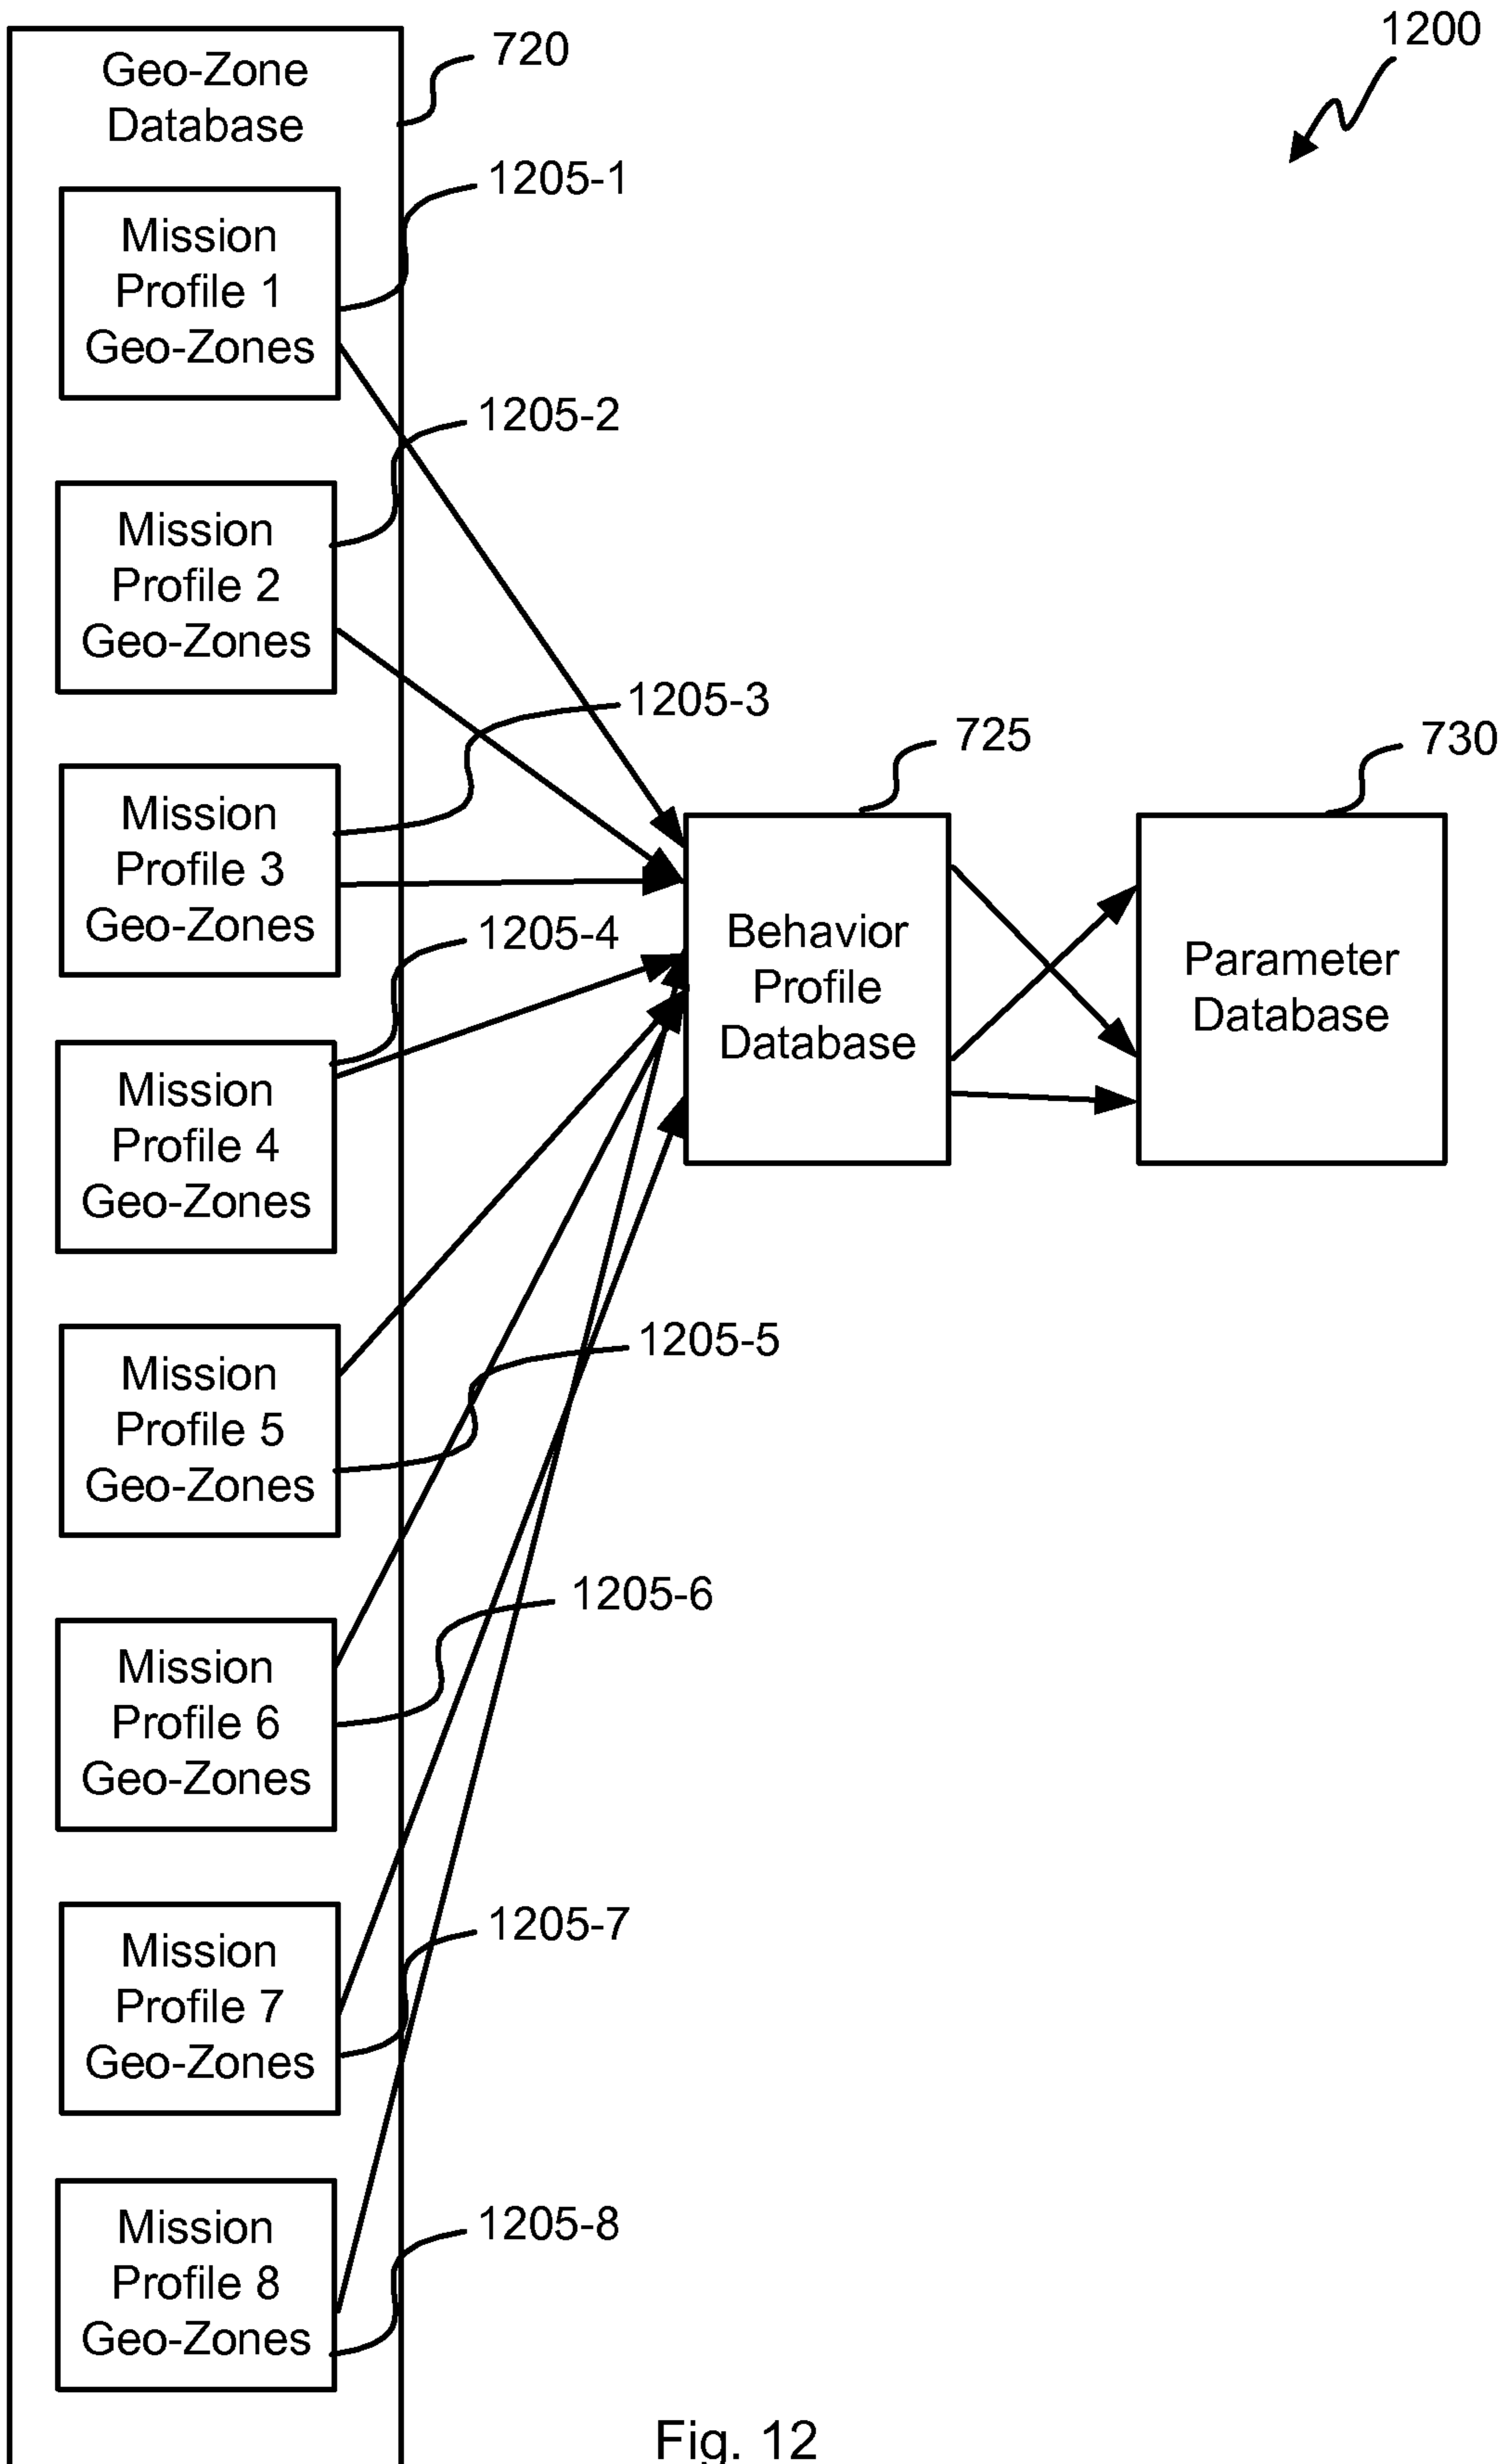 1200
720
Geo-Zone
Database
1205-1
Mission
Profile 1
Geo-Zones
1205-2
Mission
Profile 2
Geo-Zones
1205-3
Mission
Profile 3
Geo-Zones
1205-4
Mission
Profile 4
Geo-Zones
1205-5
Mission
Profile 5
Geo-Zones
1205-6
Mission
Profile 6
Geo-Zones
1205-7
Mission
Profile 7
Geo-Zones
1205-8
Mission
Profile 8
Geo-Zones
725
Behavior
Profile
Database
730
Parameter
Database
Fig. 12